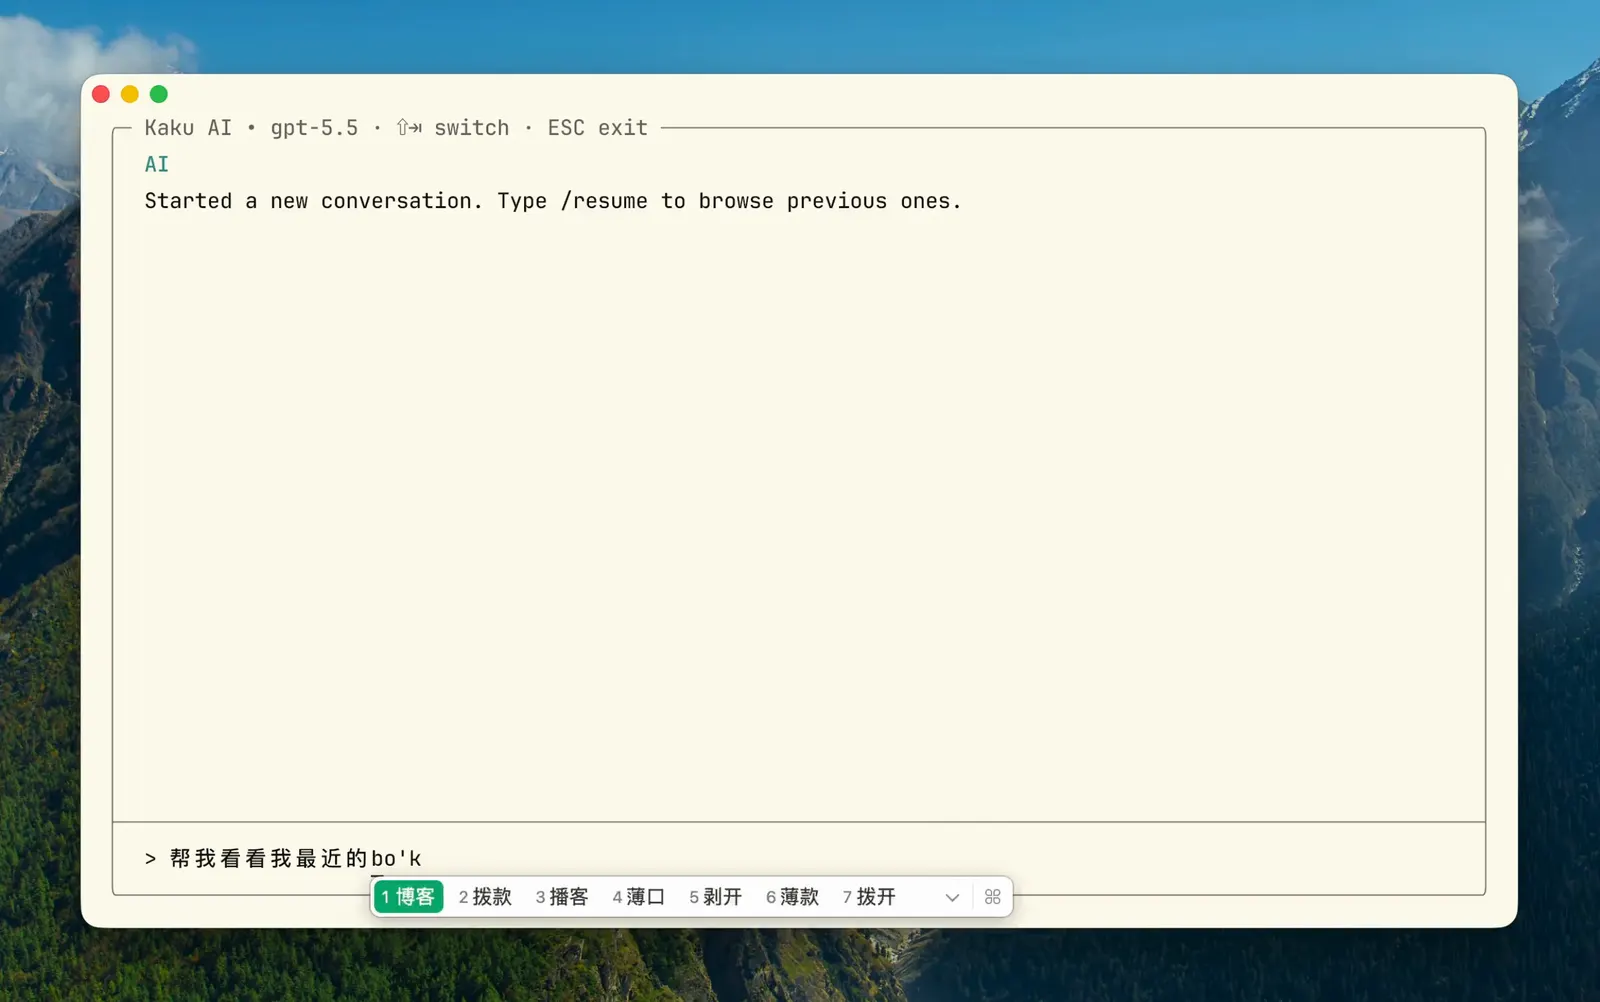 Kaku AI • gpt-5.5 · ⇧⇥ switch · ESC exit
AI
Started a new conversation. Type /resume to browse previous ones.
> 帮我看看我最近的bo'k
1 博客 2 拨款 3 播客 4 薄口 5 剥开 6 薄款 7 拨开